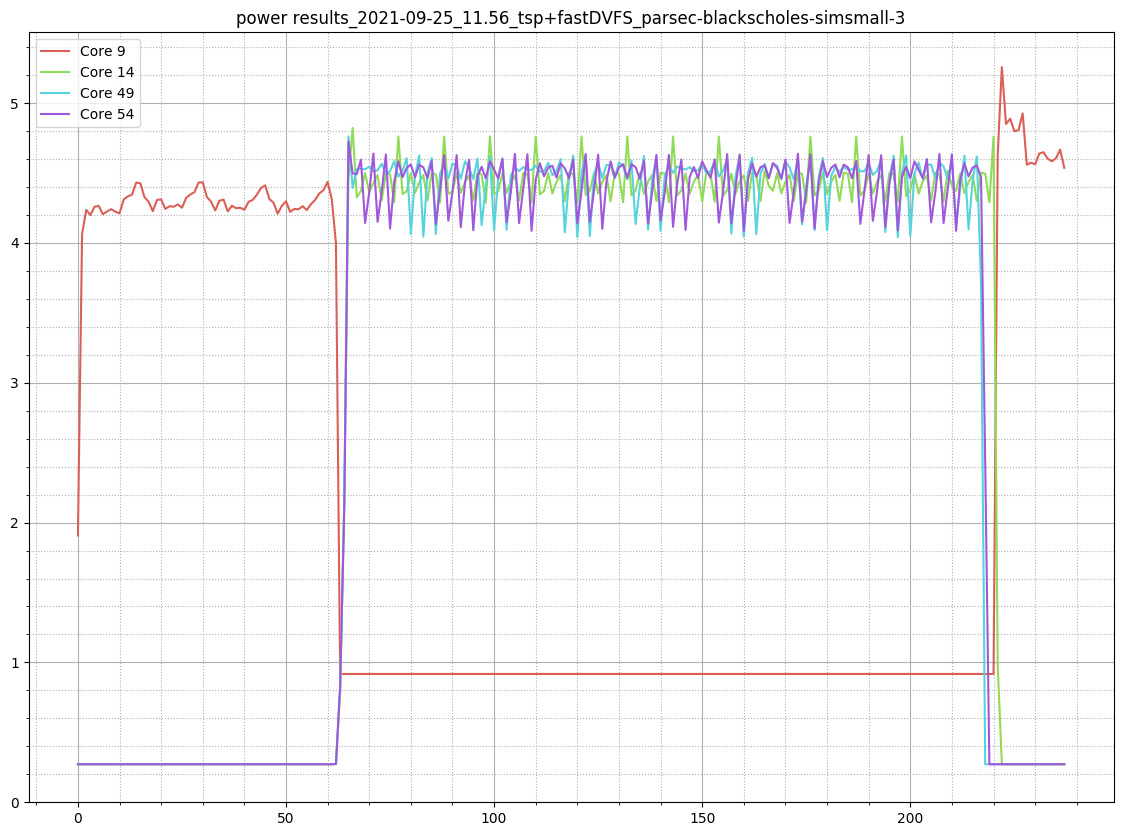 power results_2021-09-25_11.56_tsp+fastDVFS_parsec-blackscholes-simsmall-3
Core 9
Core 14
Core 49
Core 54
5
4
3
2
1
0
0 50 100 150 200